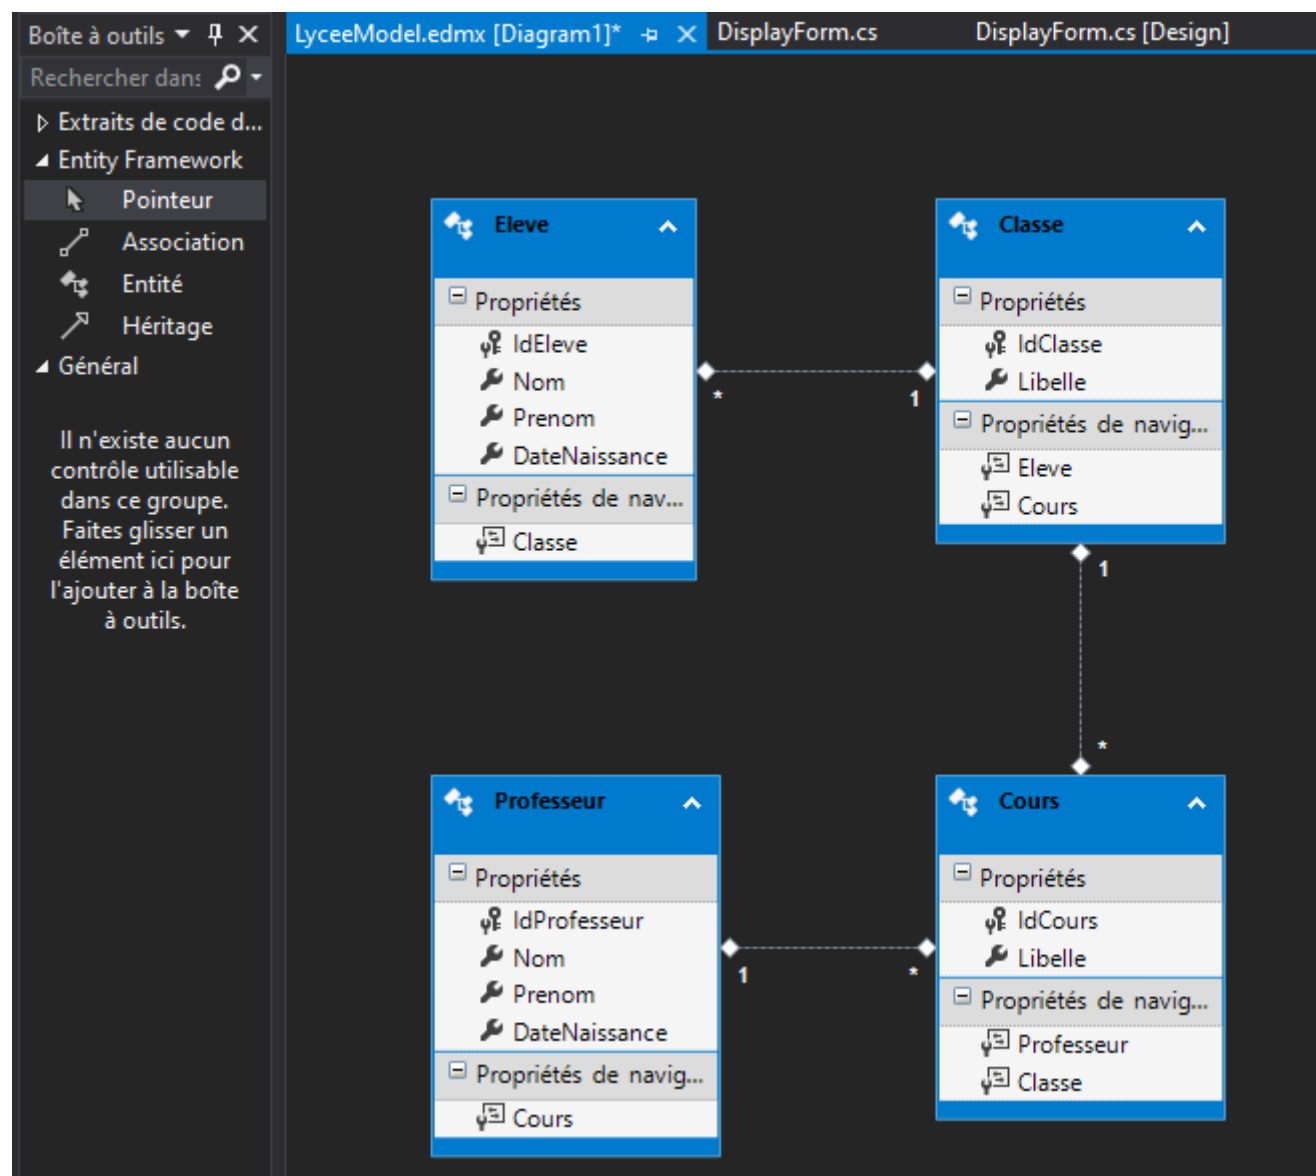 Boîte à outils
LyceeModel.edmx [Diagram1]*
DisplayForm.cs
DisplayForm.cs [Design]
Rechercher dans
Extraits de code d...
Entity Framework
Pointeur
Association
Entité
Héritage
Général
Il n'existe aucun
contrôle utilisable
dans ce groupe.
Faites glisser un
élément ici pour
l'ajouter à la boîte
à outils.
Eleve
Propriétés
IdEleve
Nom
Prenom
DateNaissance
Propriétés de nav...
Classe
*
1
Classe
Propriétés
IdClasse
Libelle
Propriétés de navig...
Eleve
Cours
1
*
Professeur
Propriétés
IdProfesseur
Nom
Prenom
DateNaissance
Propriétés de navig...
Cours
1
*
Cours
Propriétés
IdCours
Libelle
Propriétés de navig...
Professeur
Classe